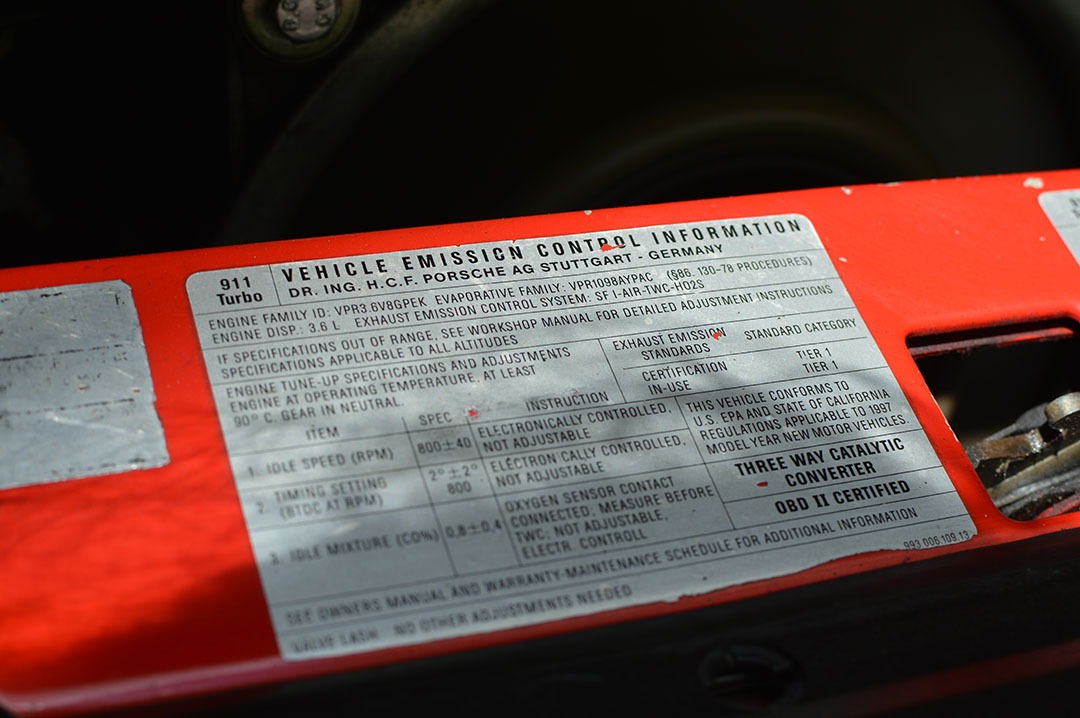 911
Turbo
VEHICLE EMISSION CONTROL INFORMATION
DR. ING. H.C.F. PORSCHE AG STUTTGART - GERMANY
ENGINE FAMILY ID: VPR3.6V8GPEK EVAPORATIVE FAMILY: VPR1098AYPAC (§86. 130-78 PROCEDURES)
ENGINE DISP.: 3.6 L EXHAUST EMISSION CONTROL SYSTEM: SF I-AIR-TWC-HO2S
IF SPECIFICATIONS OUT OF RANGE, SEE WORKSHOP MANUAL FOR DETAILED ADJUSTMENT INSTRUCTIONS
SPECIFICATIONS APPLICABLE TO ALL ALTITUDES
ENGINE TUNE-UP SPECIFICATIONS AND ADJUSTMENTS
ENGINE AT OPERATING TEMPERATURE, AT LEAST
90° C. GEAR IN NEUTRAL.
EXHAUST EMISSION STANDARD CATEGORY
STANDARDS
CERTIFICATION TIER 1
IN-USE TIER 1
ITEM SPEC INSTRUCTION
1. IDLE SPEED (RPM) 800±40 ELECTRONICALLY CONTROLLED,
NOT ADJUSTABLE
2. TIMING SETTING 2°±2° ELECTRONICALLY CONTROLLED,
(BTDC AT RPM) 800 NOT ADJUSTABLE
3. IDLE MIXTURE (CO%) 0,8±0,4 OXYGEN SENSOR CONTACT
CONNECTED. MEASURE BEFORE
TWC: NOT ADJUSTABLE,
ELECTR. CONTROLL
THIS VEHICLE CONFORMS TO
U.S. EPA AND STATE OF CALIFORNIA
REGULATIONS APPLICABLE TO 1997
MODEL YEAR NEW MOTOR VEHICLES.
THREE WAY CATALYTIC
CONVERTER
OBD II CERTIFIED
SEE OWNERS MANUAL AND WARRANTY-MAINTENANCE SCHEDULE FOR ADDITIONAL INFORMATION
VALVE LASH: NO OTHER ADJUSTMENTS NEEDED
993.006.109.13